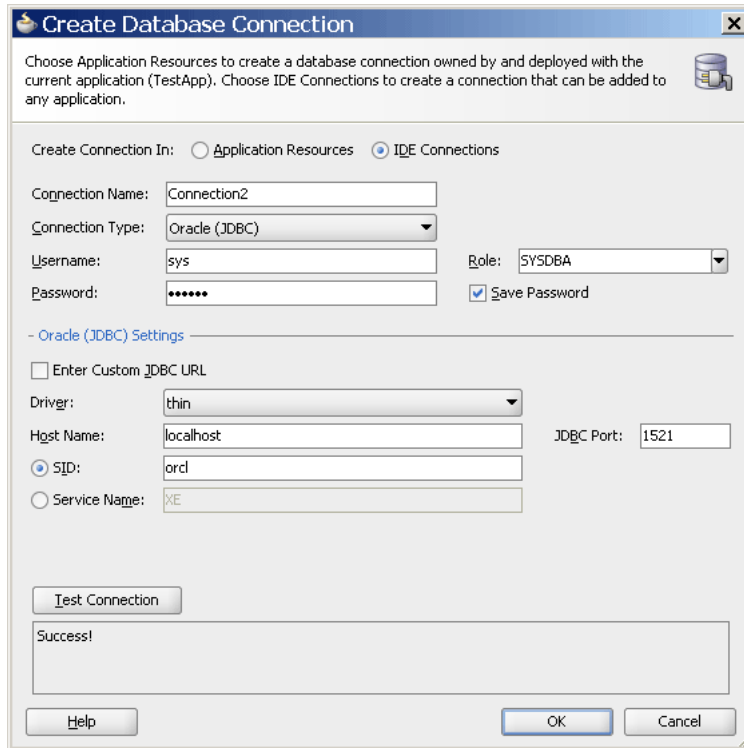 Create Database Connection
Choose Application Resources to create a database connection owned by and deployed with the
current application (TestApp). Choose IDE Connections to create a connection that can be added to
any application.
Create Connection In: Application Resources IDE Connections
Connection Name: Connection2
Connection Type: Oracle (JDBC)
Username: sys Role: SYSDBA
Password: •••••• Save Password
- Oracle (JDBC) Settings
Enter Custom JDBC URL
Driver: thin
Host Name: localhost JDBC Port: 1521
SID: orcl
Service Name: XE
Test Connection
Success!
Help OK Cancel